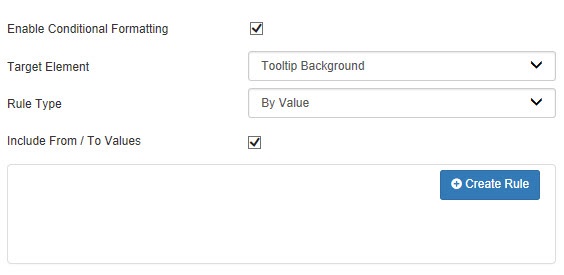 Enable Conditional Formatting
Target Element
Tooltip Background
Rule Type
By Value
Include From / To Values
Create Rule